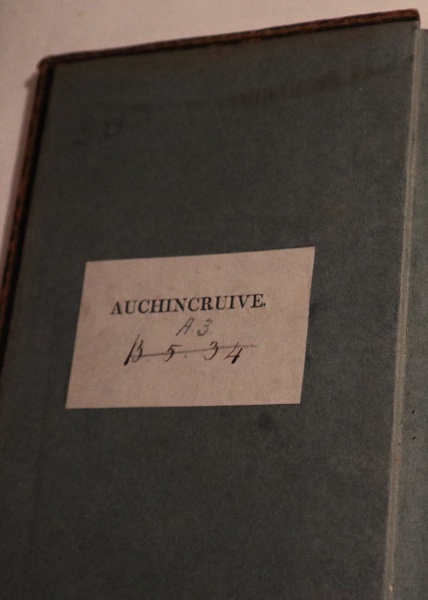 AUCHINCRUIVE.
A. 3.
B. 5. 34